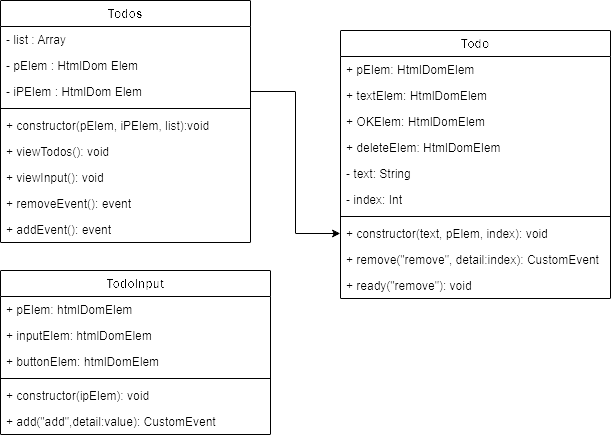 Todos
- list : Array
- pElem : HtmlDom Elem
- iPElem : HtmlDom Elem
+ constructor(pElem, iPElem, list):void
+ viewTodos(): void
+ viewInput(): void
+ removeEvent(): event
+ addEvent(): event
Todo
+ pElem: HtmlDomElem
+ textElem: HtmlDomElem
+ OKElem: HtmlDomElem
+ deleteElem: HtmlDomElem
- text: String
- index: Int
+ constructor(text, pElem, index): void
+ remove("remove", detail:index): CustomEvent
+ ready("remove"): void
TodoInput
+ pElem: htmlDomElem
+ inputElem: htmlDomElem
+ buttonElem: htmlDomElem
+ constructor(ipElem): void
+ add("add",detail:value): CustomEvent